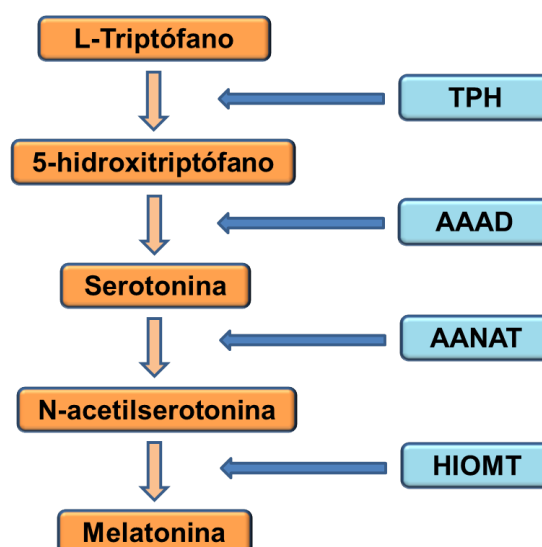 L-Triptófano
TPH
5-hidroxitriptófano
AAAD
Serotonina
AANAT
N-acetilserotonina
HIOMT
Melatonina